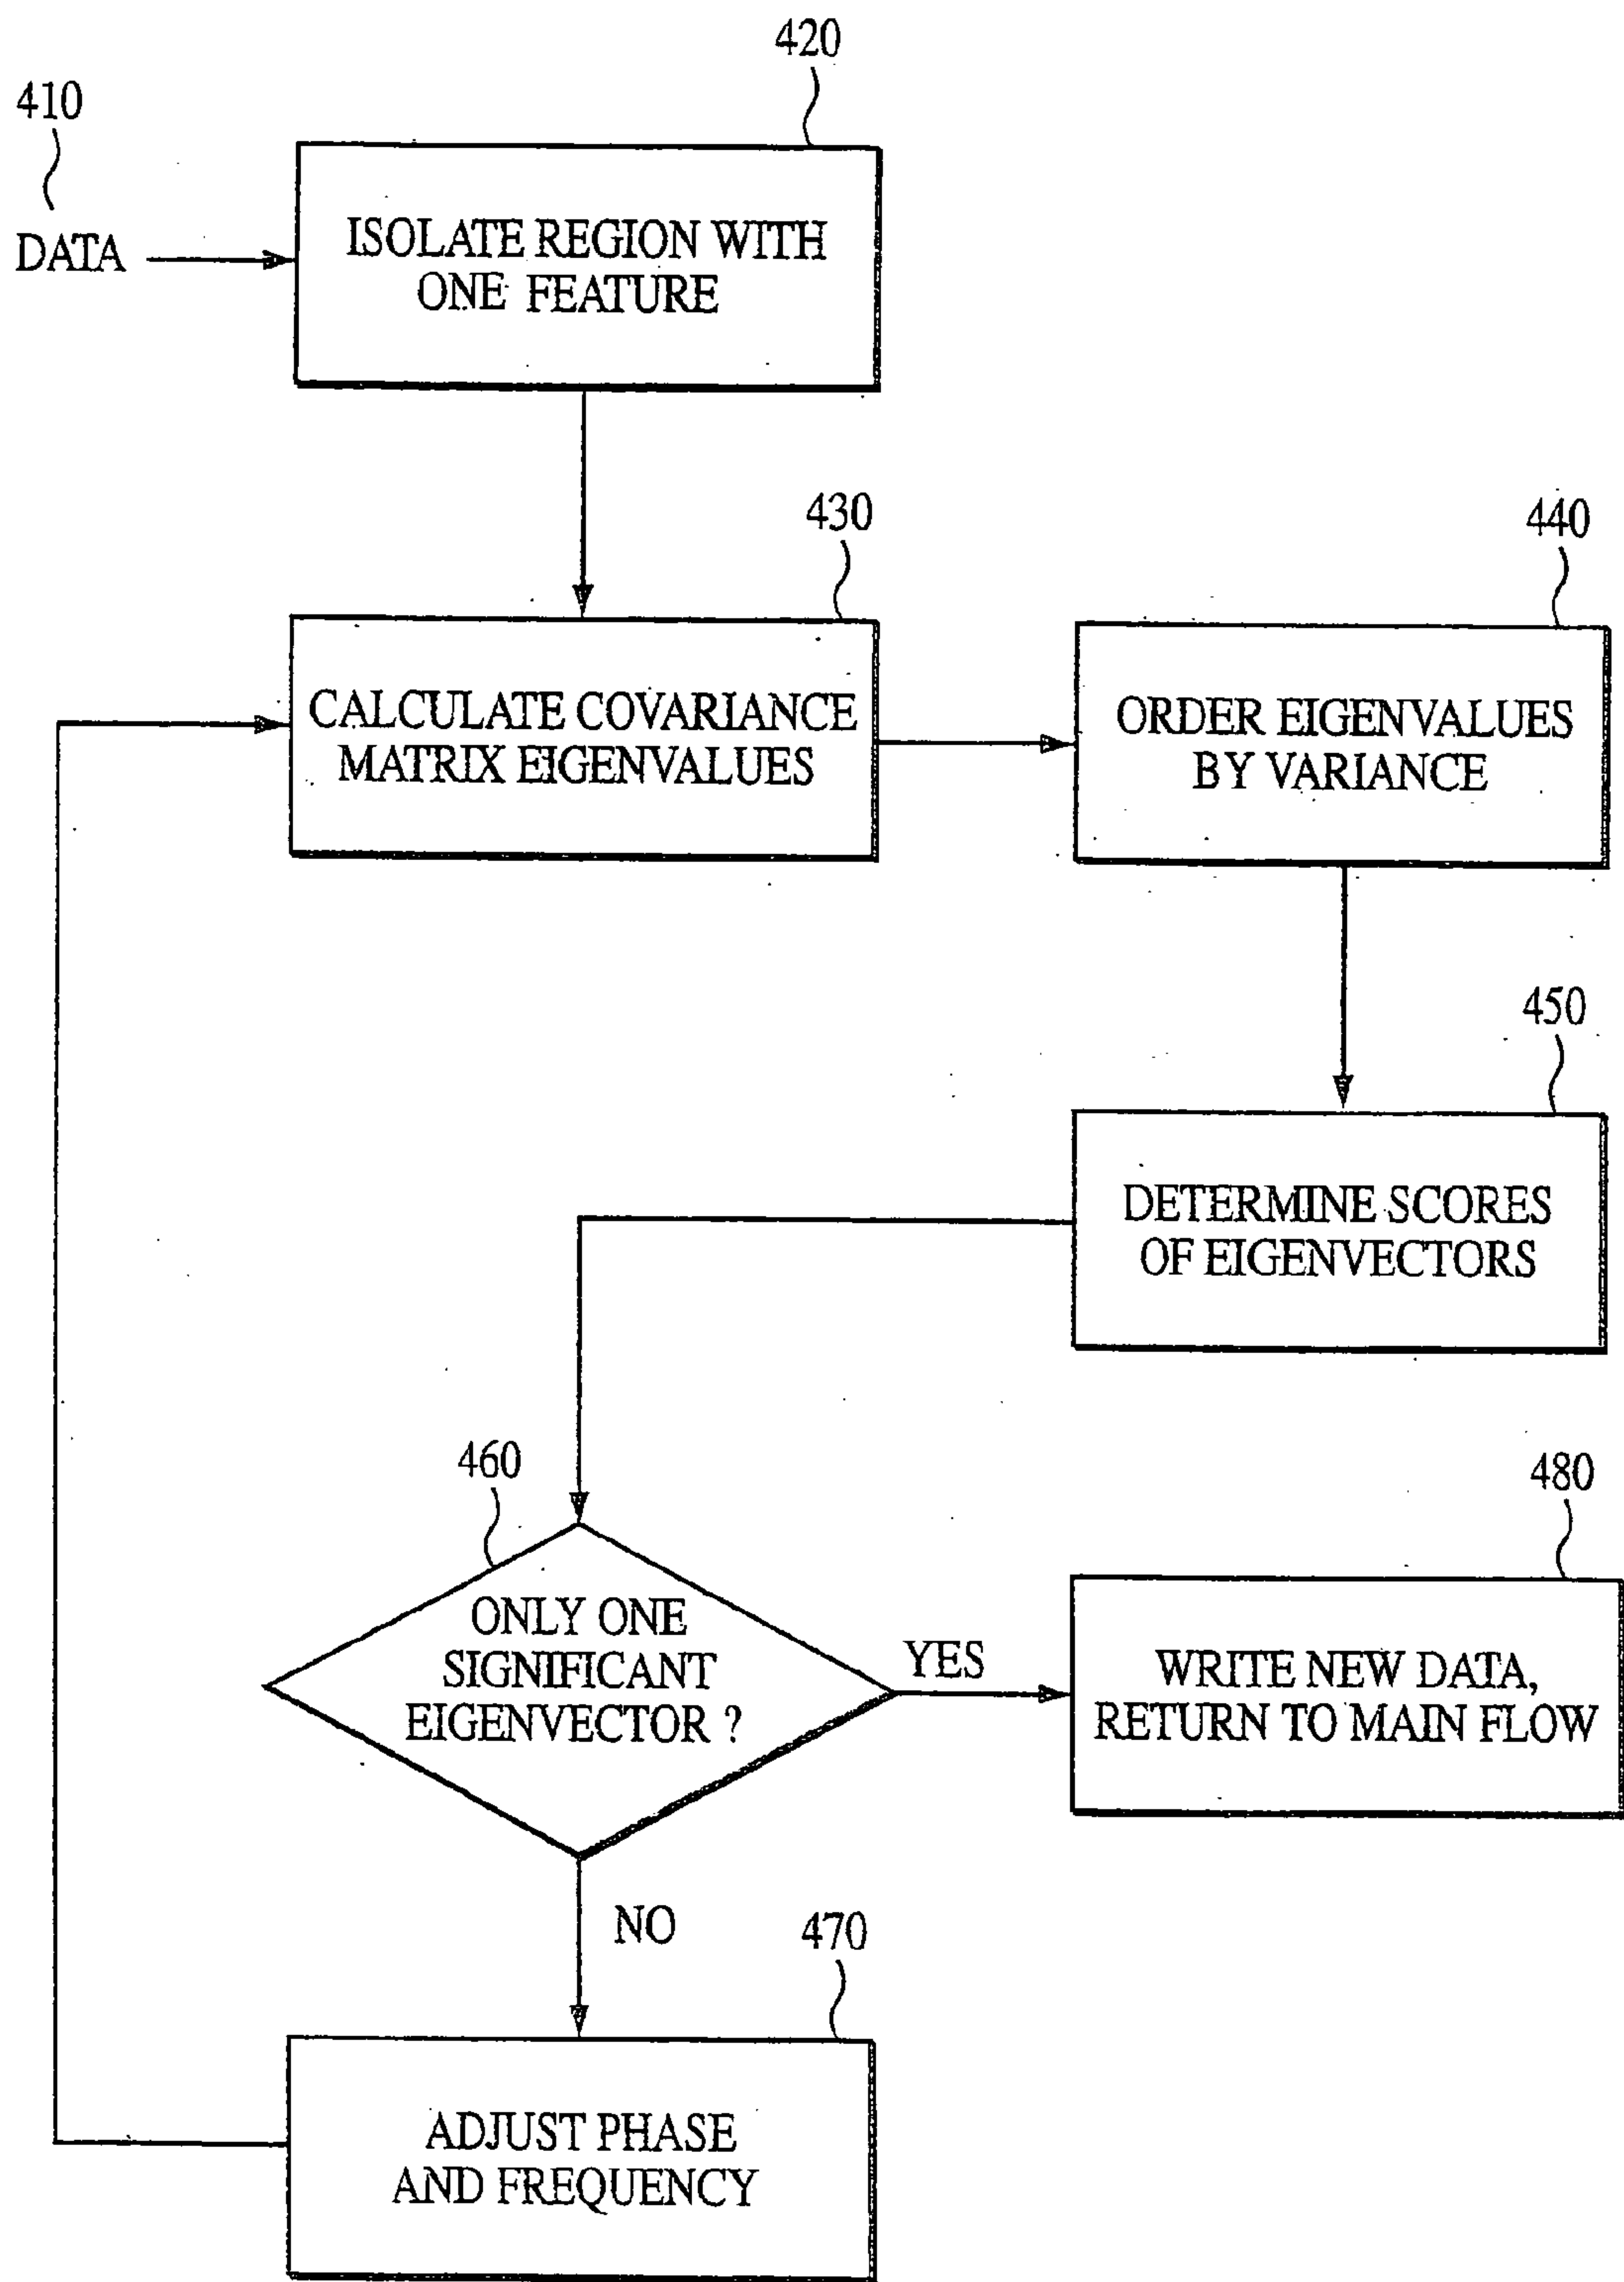 420
410
DATA
ISOLATE REGION WITH
ONE FEATURE
430
440
CALCULATE COVARIANCE
MATRIX EIGENVALUES
ORDER EIGENVALUES
BY VARIANCE
450
DETERMINE SCORES
OF EIGENVECTORS
460
480
ONLY ONE
SIGNIFICANT
EIGENVECTOR ?
YES
WRITE NEW DATA,
RETURN TO MAIN FLOW
NO
470
ADJUST PHASE
AND FREQUENCY